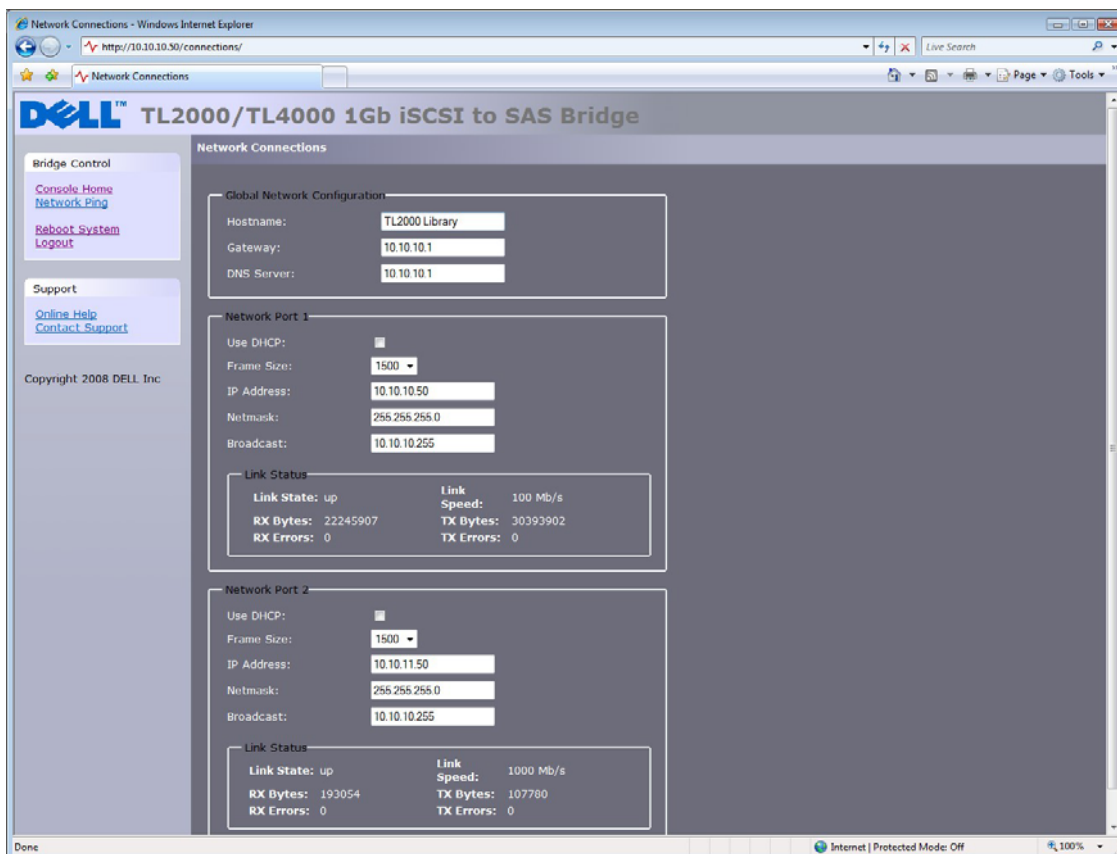 Network Connections - Windows Internet Explorer
http://10.10.10.50/connections/
Live Search
Network Connections
Page
Tools
DELL™ TL2000/TL4000 1Gb iSCSI to SAS Bridge
Network Connections
Bridge Control
Console Home
Network Ping
Reboot System
Logout
Support
Online Help
Contact Support
Copyright 2008 DELL Inc
Global Network Configuration
Hostname: TL2000 Library
Gateway: 10.10.10.1
DNS Server: 10.10.10.1
Network Port 1
Use DHCP:
Frame Size: 1500
IP Address: 10.10.10.50
Netmask: 255.255.255.0
Broadcast: 10.10.10.255
Link Status
Link State: up Link Speed: 100 Mb/s
RX Bytes: 22245907 TX Bytes: 30393902
RX Errors: 0 TX Errors: 0
Network Port 2
Use DHCP:
Frame Size: 1500
IP Address: 10.10.11.50
Netmask: 255.255.255.0
Broadcast: 10.10.10.255
Link Status
Link State: up Link Speed: 1000 Mb/s
RX Bytes: 193054 TX Bytes: 107780
RX Errors: 0 TX Errors: 0
Done
Internet | Protected Mode: Off
100%